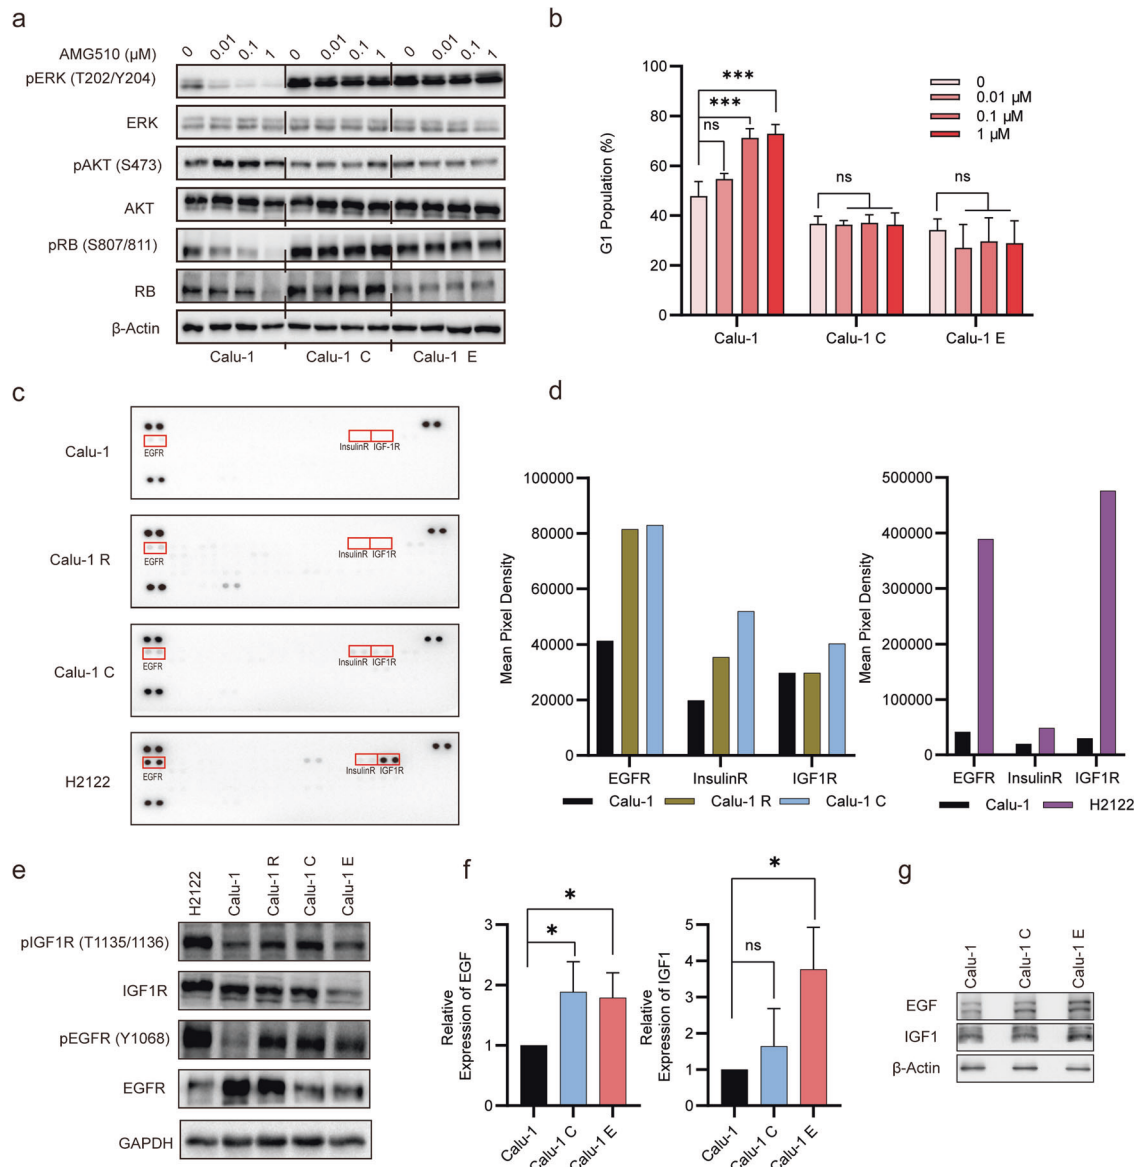 a
AMG510 (µM)
0 0.01 0.1 1 0 0.01 0.1 1 0 0.01 0.1 1
pERK (T202/Y204)
ERK
pAKT (S473)
AKT
pRB (S807/811)
RB
β-Actin
Calu-1 Calu-1 C Calu-1 E
b
G1 Population (%)
100
80
60
40
20
0
ns
***
***
ns
ns
0
0.01 µM
0.1 µM
1 µM
Calu-1 Calu-1 C Calu-1 E
c
Calu-1
EGFR InsulinR IGF-1R
Calu-1 R
EGFR InsulinR IGF1R
Calu-1 C
EGFR InsulinR IGF1R
H2122
EGFR InsulinR IGF1R
d
Mean Pixel Density
100000
80000
60000
40000
20000
0
EGFR InsulinR IGF1R
Calu-1 Calu-1 R Calu-1 C
Mean Pixel Density
500000
400000
300000
200000
100000
0
EGFR InsulinR IGF1R
Calu-1 H2122
e
H2122 Calu-1 Calu-1 R Calu-1 C Calu-1 E
pIGF1R (T1135/1136)
IGF1R
pEGFR (Y1068)
EGFR
GAPDH
f
Relative
Expression of EGF
3
2
1
0
*
*
Calu-1 Calu-1 C Calu-1 E
Relative
Expression of IGF1
5
4
3
2
1
0
*
ns
Calu-1 Calu-1 C Calu-1 E
g
Calu-1 Calu-1 C Calu-1 E
EGF
IGF1
β-Actin